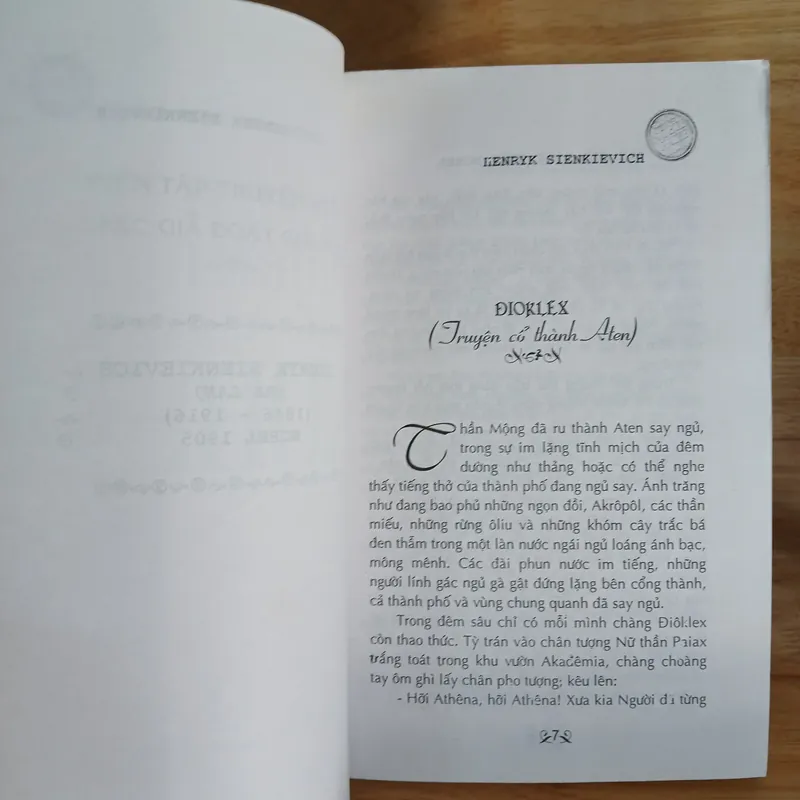 HENRYK SIENKIEVICH
ĐIOKLEX
(Truyện cổ thành Aten)
Thần Mộng đã ru thành Aten say ngủ,
trong sự im lặng tĩnh mịch của đêm
dường như thảng hoặc có thể nghe
thấy tiếng thở của thành phố đang ngủ say. Ánh trăng
như đang bao phủ những ngọn đồi, Akrôpôl, các thần
miếu, những rừng ôliu và những khóm cây trắc bá
đen thẫm trong một làn nước ngái ngủ loáng ánh bạc,
mông mênh. Các đài phun nước im tiếng, những
người lính gác ngủ gà gật đứng lặng bên cổng thành,
cả thành phố và vùng chung quanh đã say ngủ.
Trong đêm sâu chỉ có mỗi mình chàng Điôklex
còn thao thức. Tỳ trán vào chân tượng Nữ thần Palax
trắng toát trong khu vườn Akađêmia, chàng choàng
tay ôm ghì lấy chân pho tượng; kêu lên:
- Hỡi Athêna, hỡi Athêna! Xưa kia Người đã từng
7